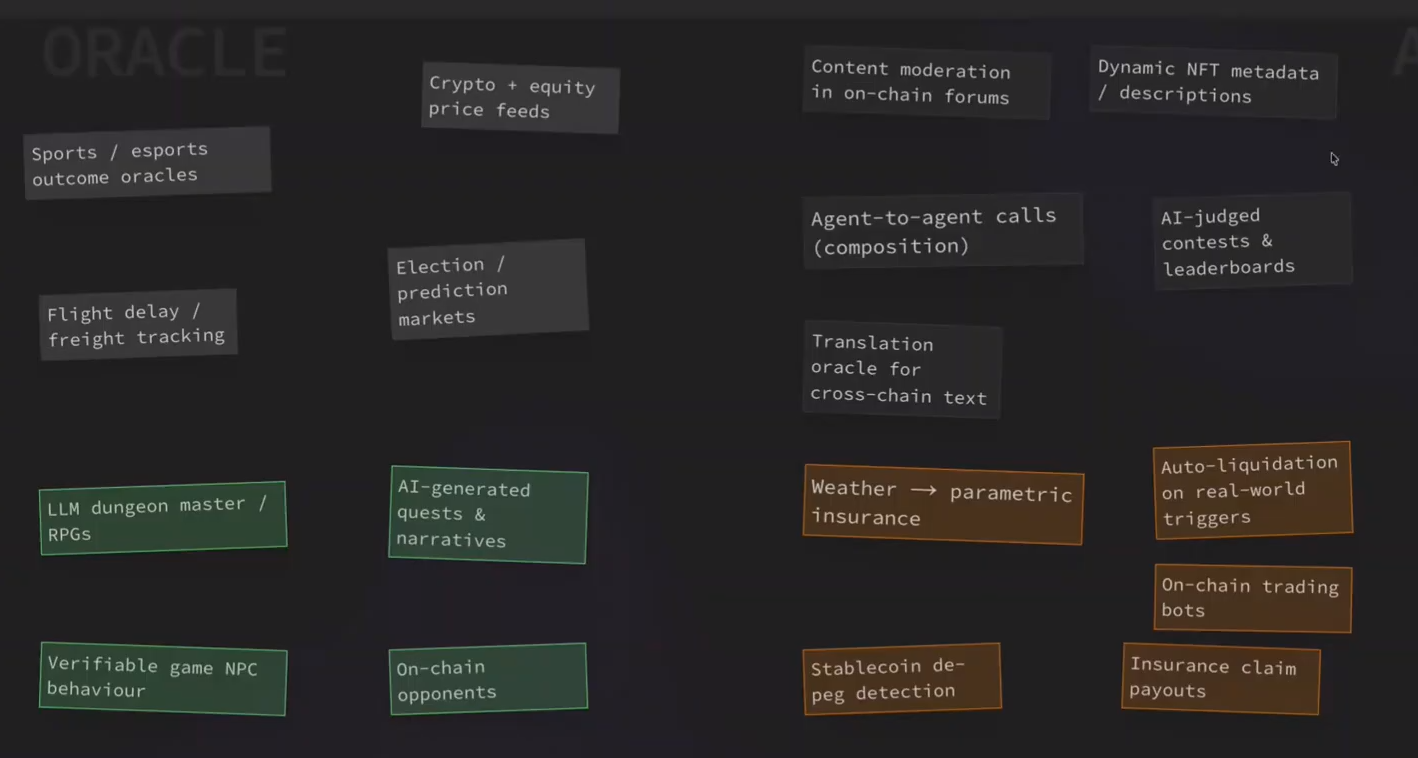 ORACLE
A
Crypto + equity
price feeds
Sports / esports
outcome oracles
Election /
prediction
markets
Flight delay /
freight tracking
Content moderation
in on-chain forums
Dynamic NFT metadata
/ descriptions
Agent-to-agent calls
(composition)
AI-judged
contests &
leaderboards
Translation
oracle for
cross-chain text
LLM dungeon master /
RPGs
AI-generated
quests &
narratives
Verifiable game NPC
behaviour
On-chain
opponents
Weather → parametric
insurance
Auto-liquidation
on real-world
triggers
On-chain trading
bots
Stablecoin de-
peg detection
Insurance claim
payouts